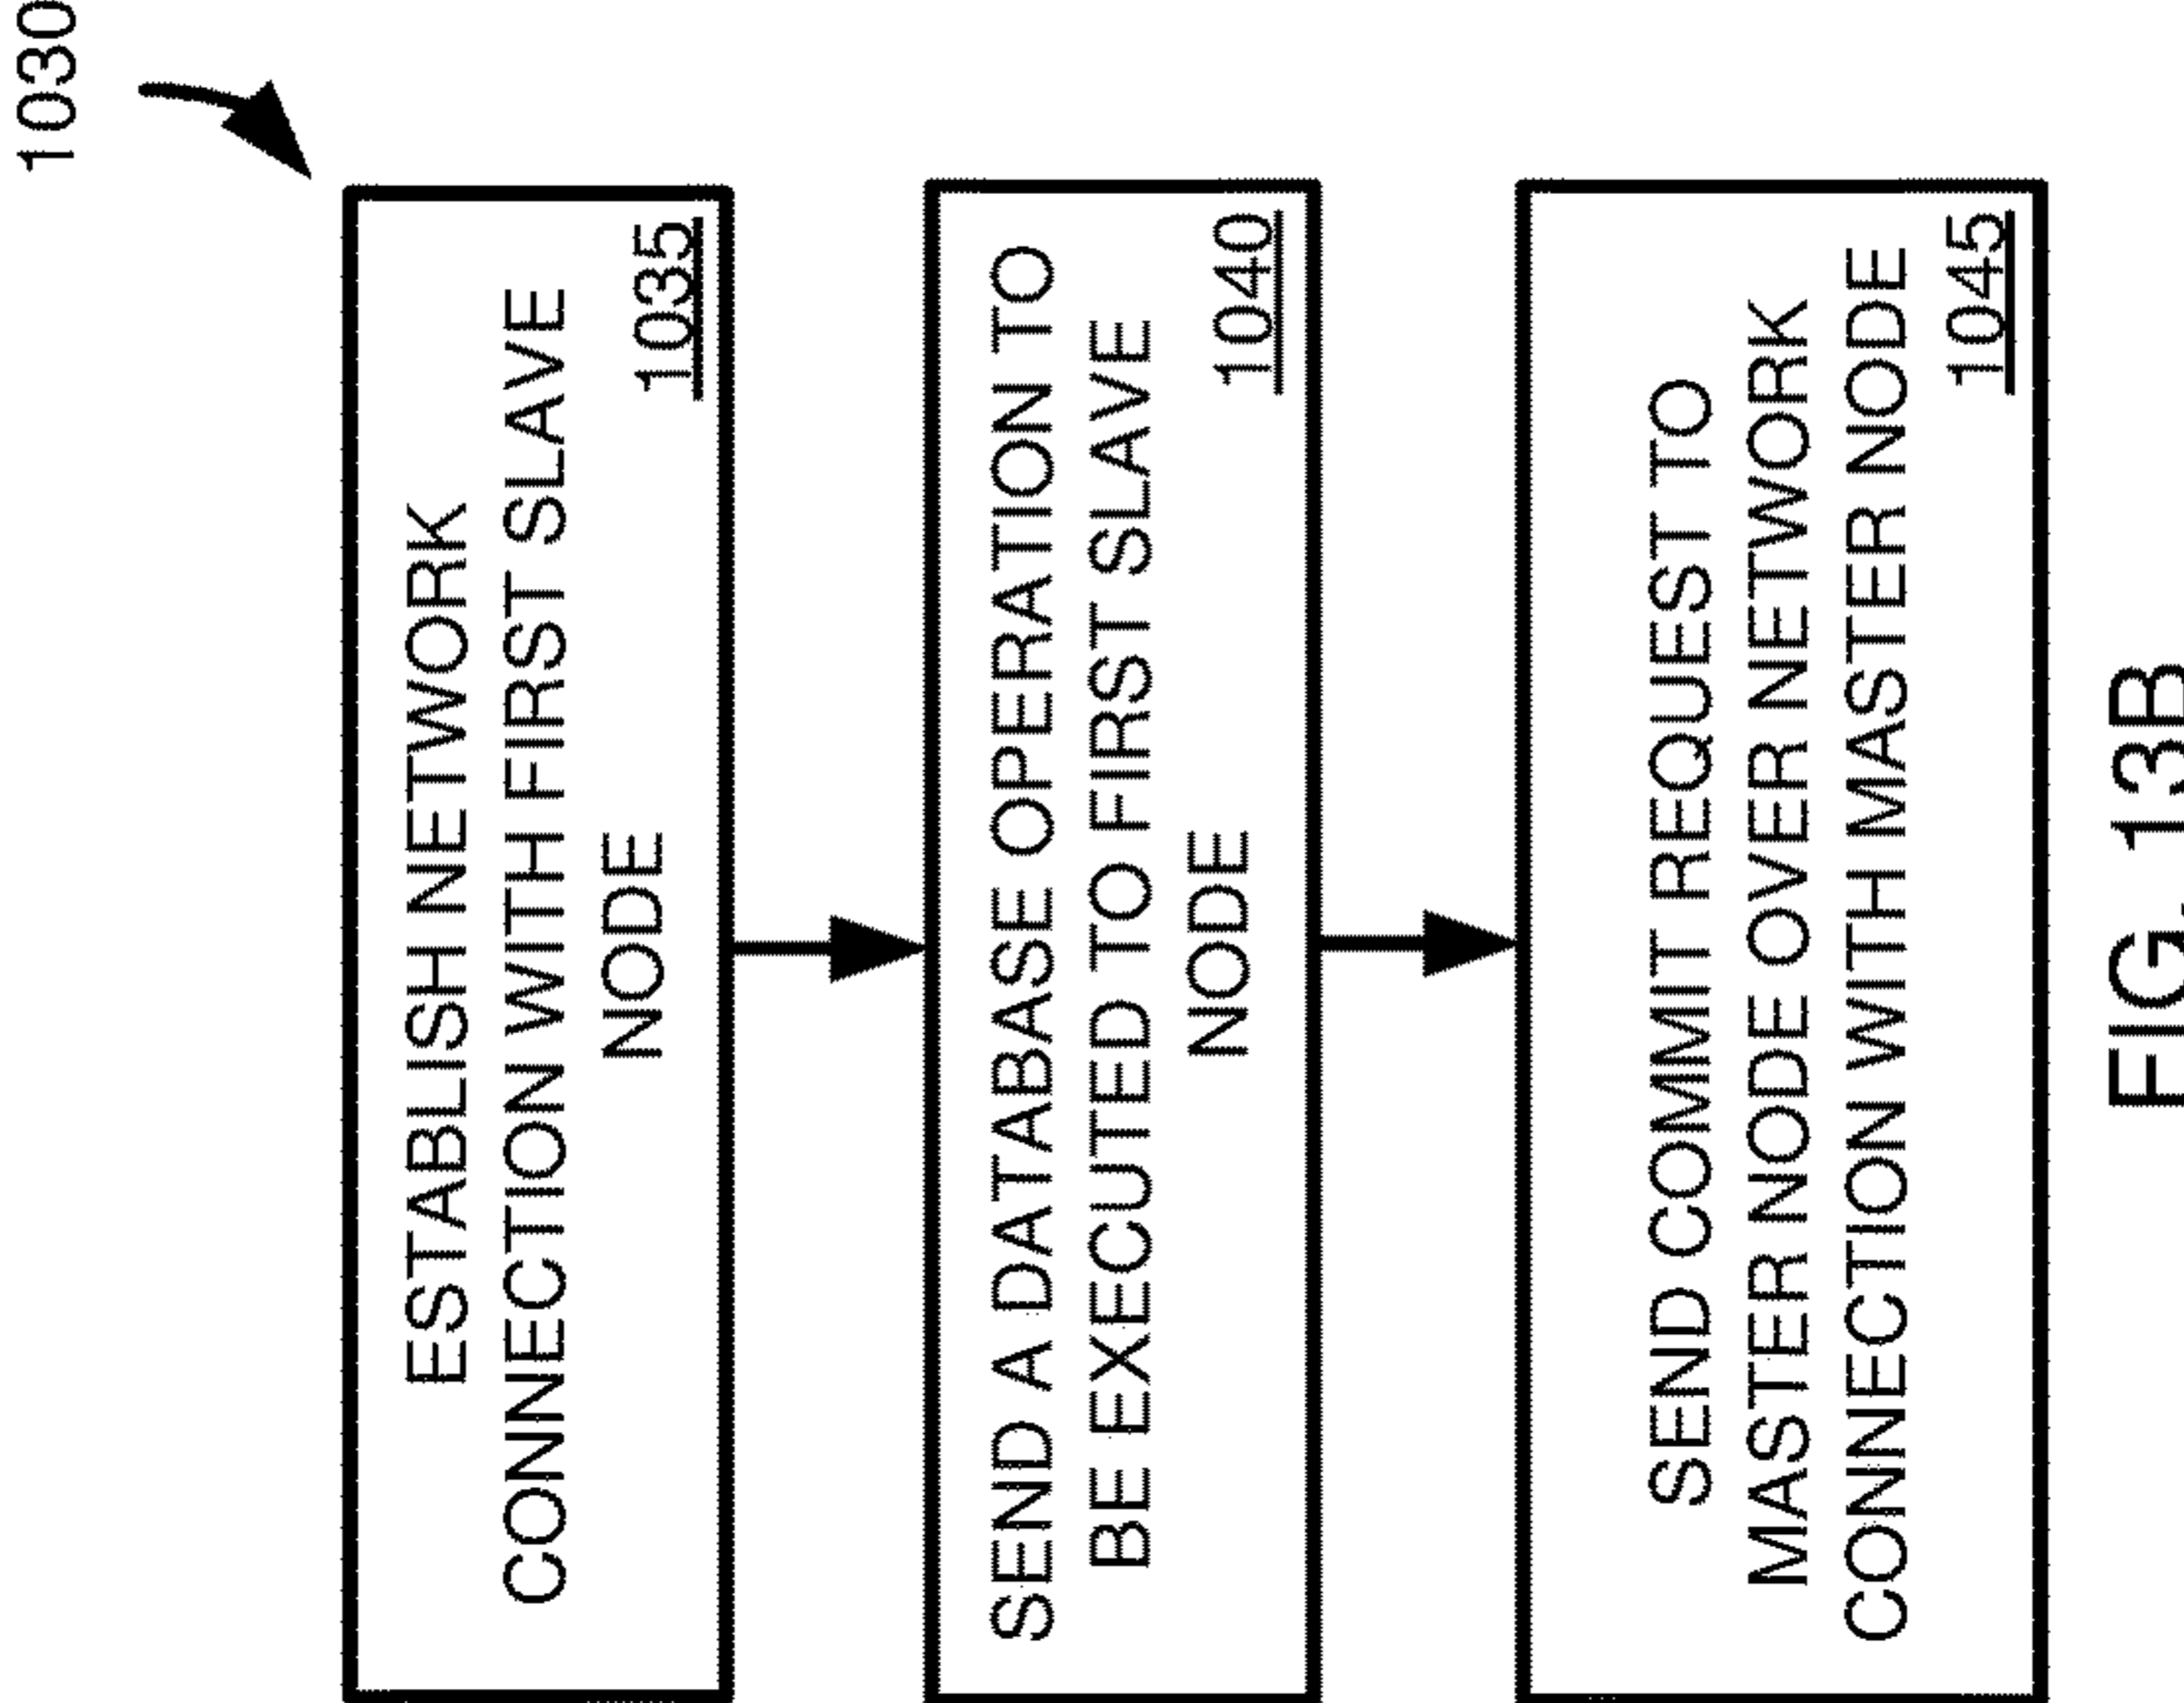 1030
ESTABLISH NETWORK
CONNECTION WITH FIRST SLAVE
NODE
1035
SEND A DATABASE OPERATION TO
BE EXECUTED TO FIRST SLAVE
NODE
1040
SEND COMMIT REQUEST TO
MASTER NODE OVER NETWORK
CONNECTION WITH MASTER NODE
1045
FIG. 13B